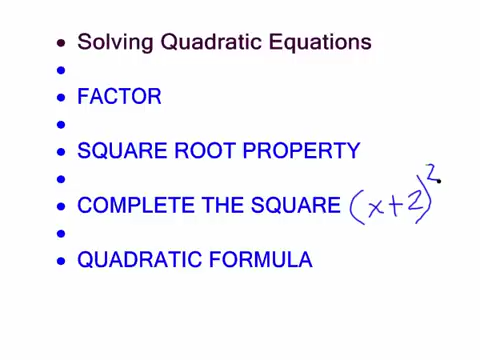 • Solving Quadratic Equations
•
• FACTOR
•
• SQUARE ROOT PROPERTY
•
• COMPLETE THE SQUARE (x+2)²
•
• QUADRATIC FORMULA